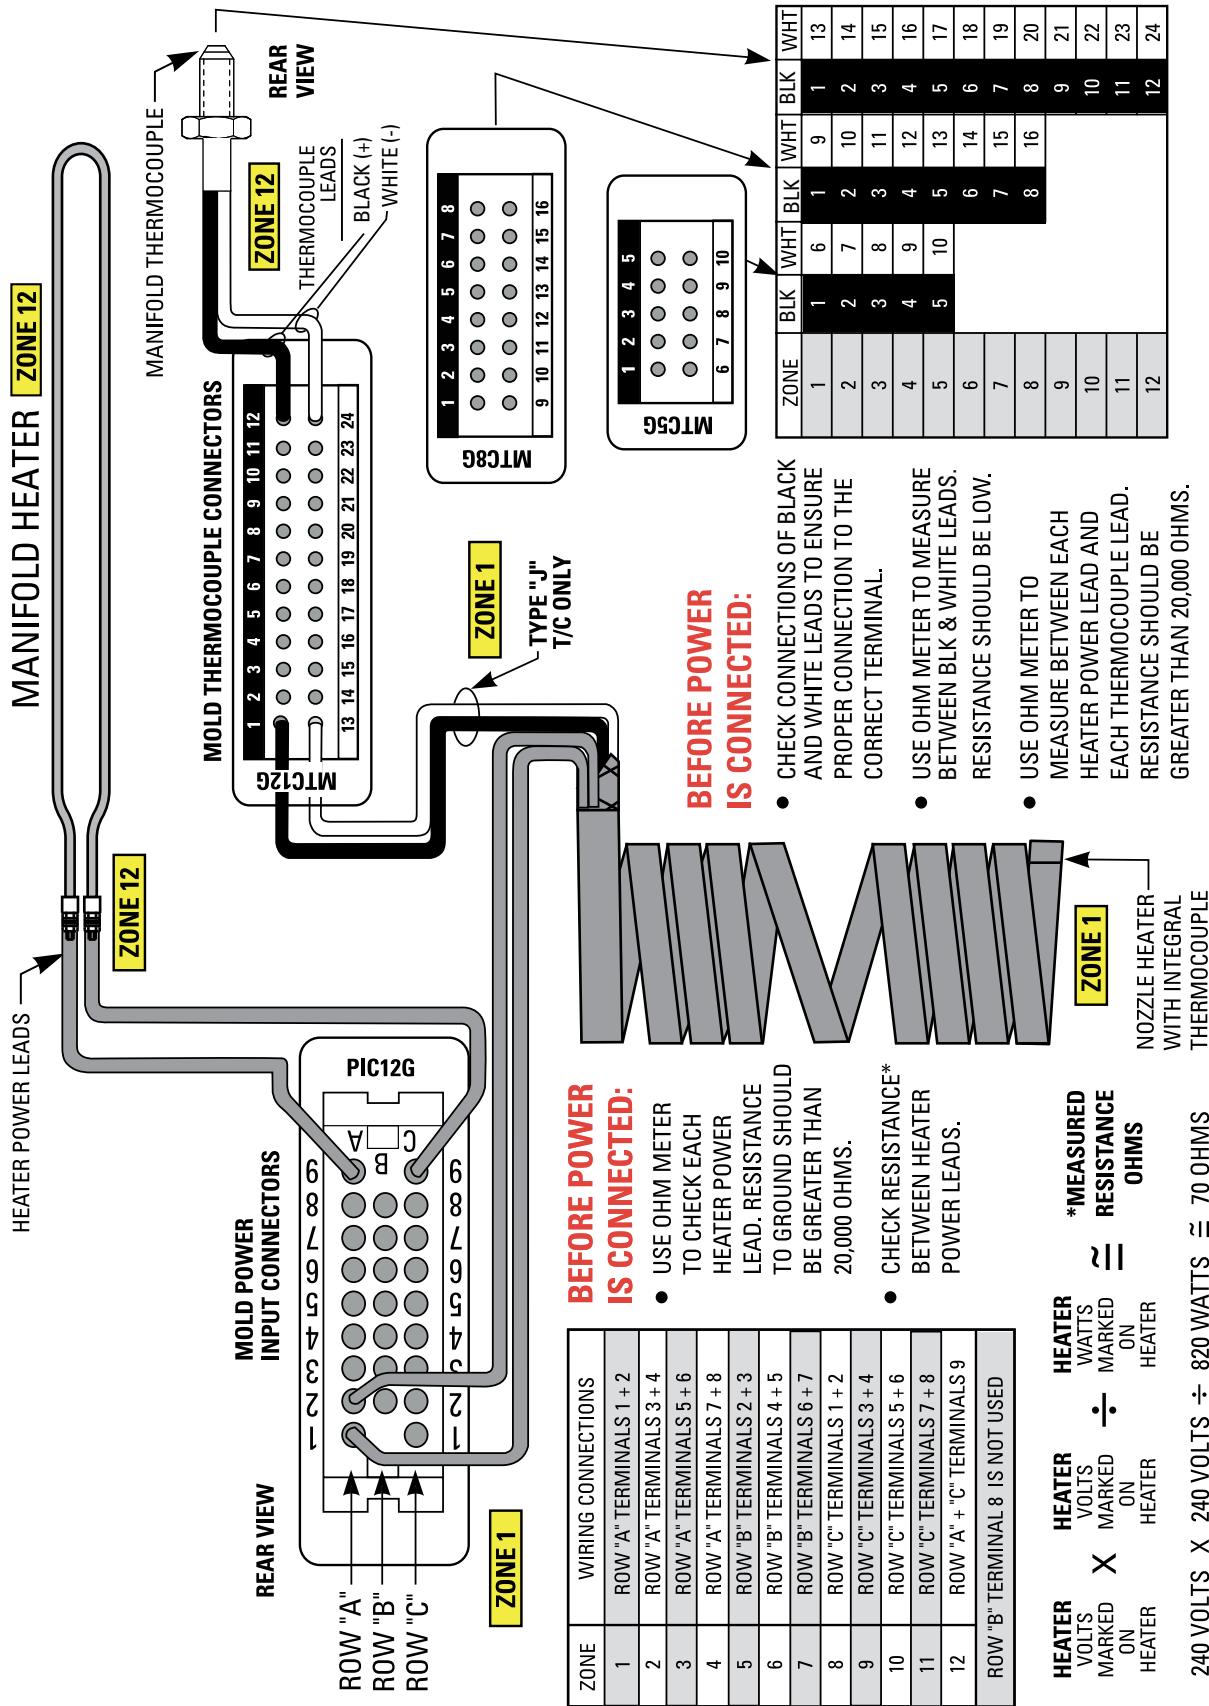 MANIFOLD HEATER ZONE 12
HEATER POWER LEADS
ZONE 12
MANIFOLD THERMOCOUPLE
REAR
VIEW
ZONE 12
THERMOCOUPLE
LEADS
BLACK (+)
WHITE (-)
MOLD POWER
INPUT CONNECTORS
REAR VIEW
PIC12G
1 2 3 4 5 6 7 8 9
A
B
C
1 2 3 4 5 6 7 8 9
ROW "A"
ROW "B"
ROW "C"
ZONE 1
MOLD THERMOCOUPLE CONNECTORS
MTC12G
1 2 3 4 5 6 7 8 9 10 11 12
13 14 15 16 17 18 19 20 21 22 23 24
MTC8G
1 2 3 4 5 6 7 8
9 10 11 12 13 14 15 16
MTC5G
1 2 3 4 5
6 7 8 9 10
ZONE 1
TYPE "J"
T/C ONLY
ZONE 1
NOZZLE HEATER
WITH INTEGRAL
THERMOCOUPLE
ZONE WIRING CONNECTIONS
1 ROW "A" TERMINALS 1 + 2
2 ROW "A" TERMINALS 3 + 4
3 ROW "A" TERMINALS 5 + 6
4 ROW "A" TERMINALS 7 + 8
5 ROW "B" TERMINALS 2 + 3
6 ROW "B" TERMINALS 4 + 5
7 ROW "B" TERMINALS 6 + 7
8 ROW "C" TERMINALS 1 + 2
9 ROW "C" TERMINALS 3 + 4
10 ROW "C" TERMINALS 5 + 6
11 ROW "C" TERMINALS 7 + 8
12 ROW "A" + "C" TERMINALS 9
ROW "B" TERMINAL 8 IS NOT USED
BEFORE POWER
IS CONNECTED:
• USE OHM METER
TO CHECK EACH
HEATER POWER
LEAD. RESISTANCE
TO GROUND SHOULD
BE GREATER THAN
20,000 OHMS.
• CHECK RESISTANCE*
BETWEEN HEATER
POWER LEADS.
BEFORE POWER
IS CONNECTED:
• CHECK CONNECTIONS OF BLACK
AND WHITE LEADS TO ENSURE
PROPER CONNECTION TO THE
CORRECT TERMINAL.
• USE OHM METER TO MEASURE
BETWEEN BLK & WHITE LEADS.
RESISTANCE SHOULD BE LOW.
• USE OHM METER TO
MEASURE BETWEEN EACH
HEATER POWER LEAD AND
EACH THERMOCOUPLE LEAD.
RESISTANCE SHOULD BE
GREATER THAN 20,000 OHMS.
ZONE BLK WHT BLK WHT BLK WHT
1 1 6 1 9 1 13
2 2 7 2 10 2 14
3 3 8 3 11 3 15
4 4 9 4 12 4 16
5 5 10 5 13 5 17
6 6 14 6 18
7 7 15 7 19
8 8 16 8 20
9 9 21
10 10 22
11 11 23
12 12 24
HEATER VOLTS MARKED ON HEATER X HEATER VOLTS MARKED ON HEATER ÷ HEATER WATTS MARKED ON HEATER ≅ *MEASURED RESISTANCE OHMS
240 VOLTS X 240 VOLTS ÷ 820 WATTS ≅ 70 OHMS